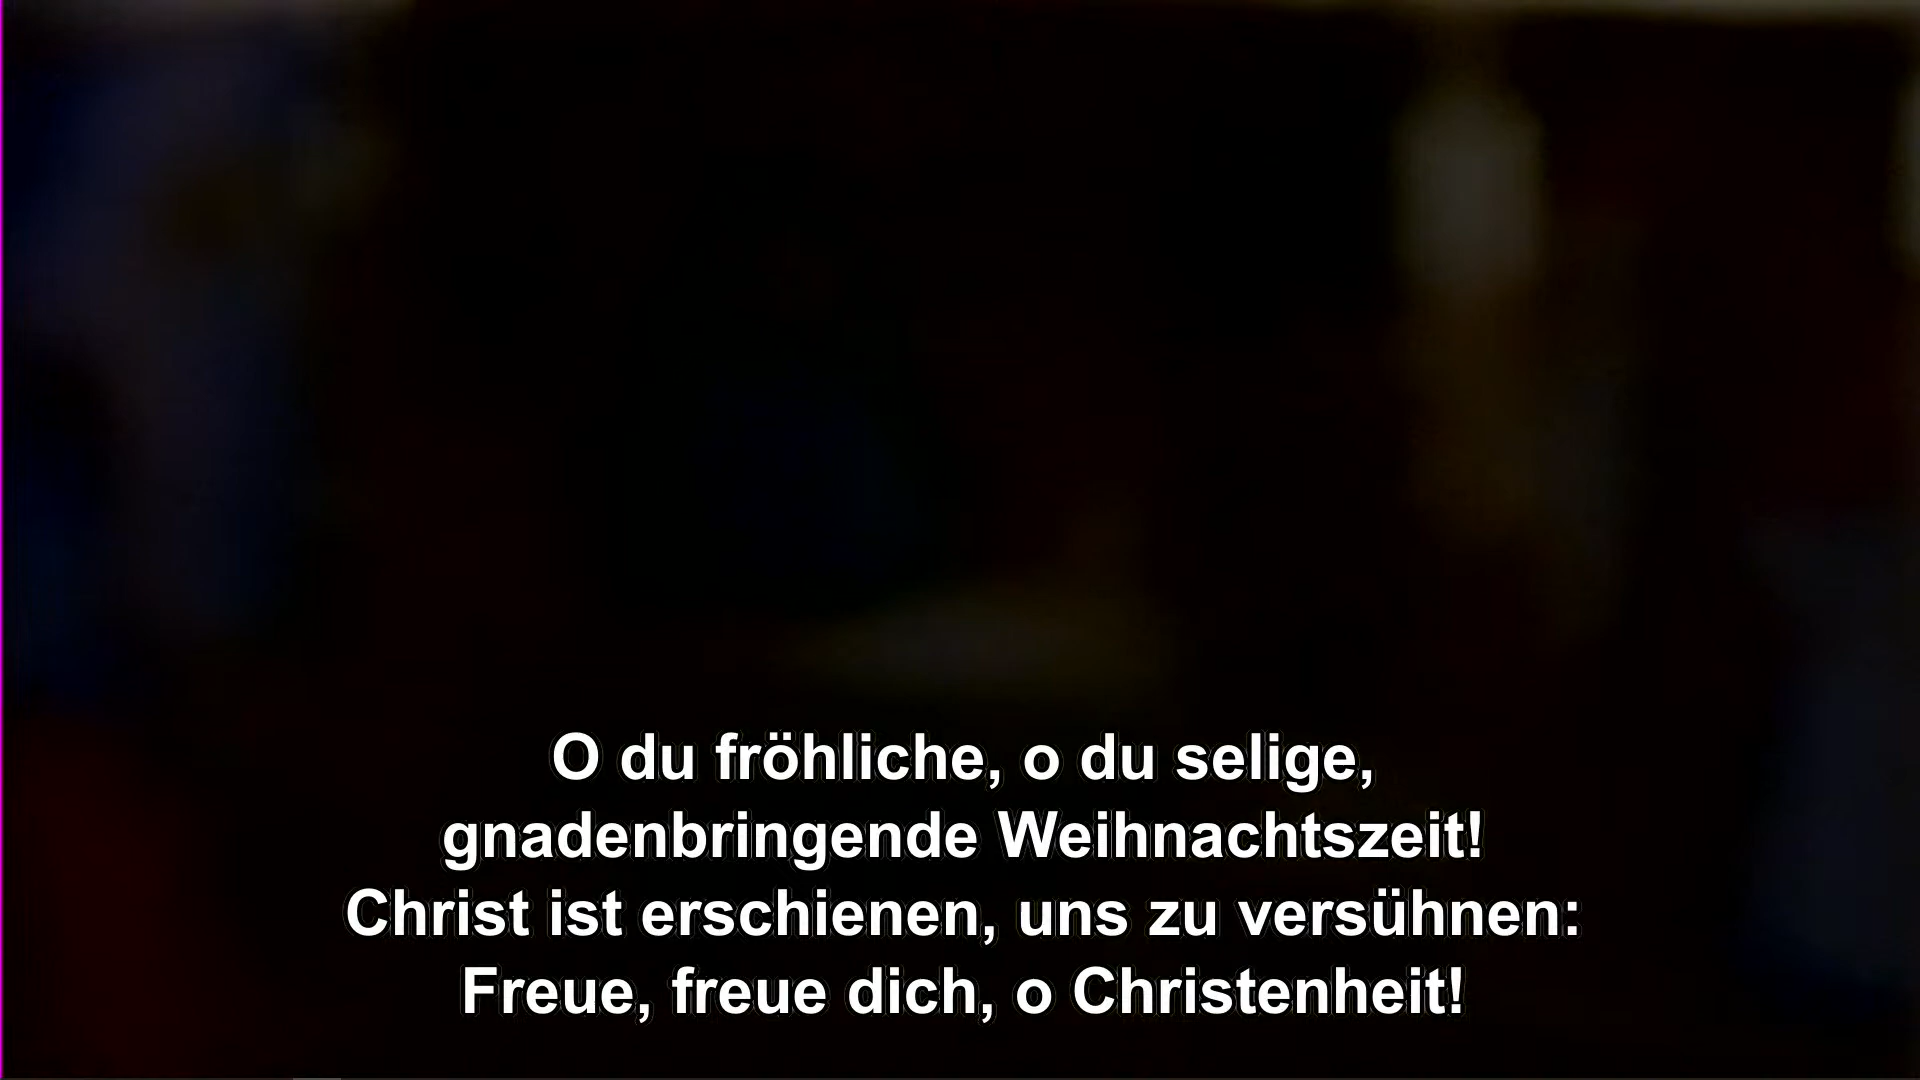 O du fröhliche, o du selige,
gnadenbringende Weihnachtszeit!
Christ ist erschienen, uns zu versühnen:
Freue, freue dich, o Christenheit!